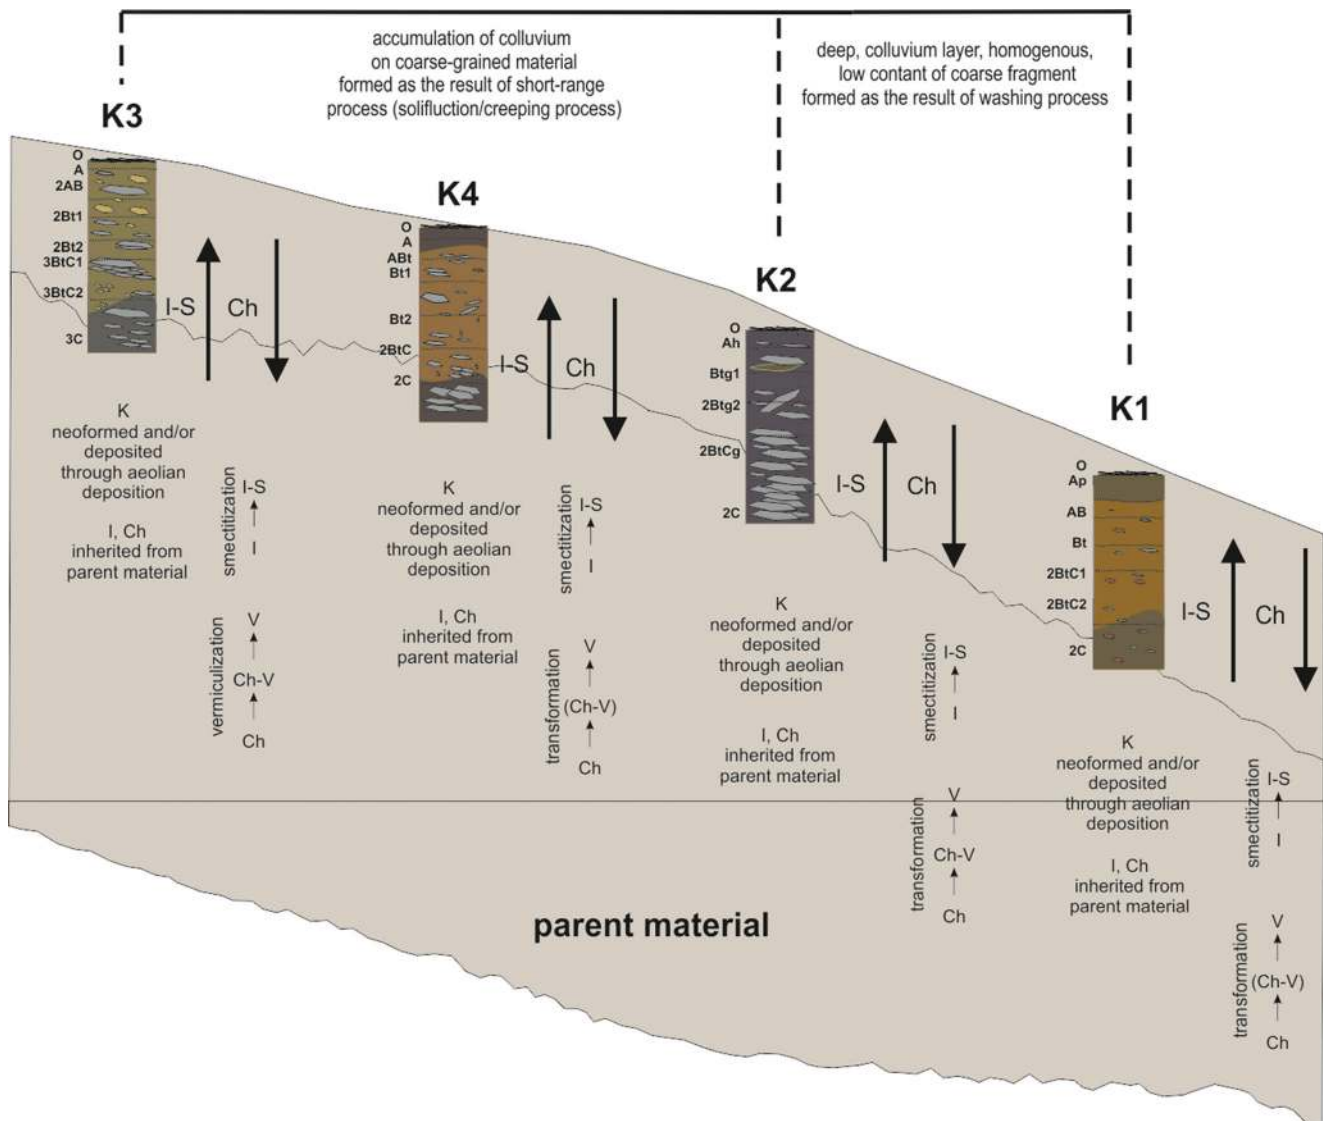 accumulation of colluvium
on coarse-grained material
formed as the result of short-range
process (solifluction/creeping process)
deep, colluvium layer, homogenous,
low contant of coarse fragment
formed as the result of washing process
K3
O
A
2AB
2Bt1
2Bt2
3BtC1
3BtC2
3C
I-S
Ch
K
neoformed and/or
deposited
through aeolian
deposition
I, Ch
inherited from
parent material
smectitization
I-S
I
vermiculization
V
Ch-V
Ch
K4
O
A
ABt
Bt1
Bt2
2BtC
2C
I-S
Ch
K
neoformed and/or
deposited
through aeolian
deposition
I, Ch
inherited from
parent material
smectitization
I-S
I
transformation
V
(Ch-V)
Ch
K2
O
Ah
Btg1
2Btg2
2BtCg
2C
I-S
Ch
K
neoformed and/or
deposited
through aeolian
deposition
I, Ch
inherited from
parent material
smectitization
I-S
I
transformation
V
Ch-V
Ch
K1
O
Ap
AB
Bt
2BtC1
2BtC2
2C
I-S
Ch
K
neoformed and/or
deposited
through aeolian
deposition
I, Ch
inherited from
parent material
smectitization
I-S
I
transformation
V
(Ch-V)
Ch
parent material